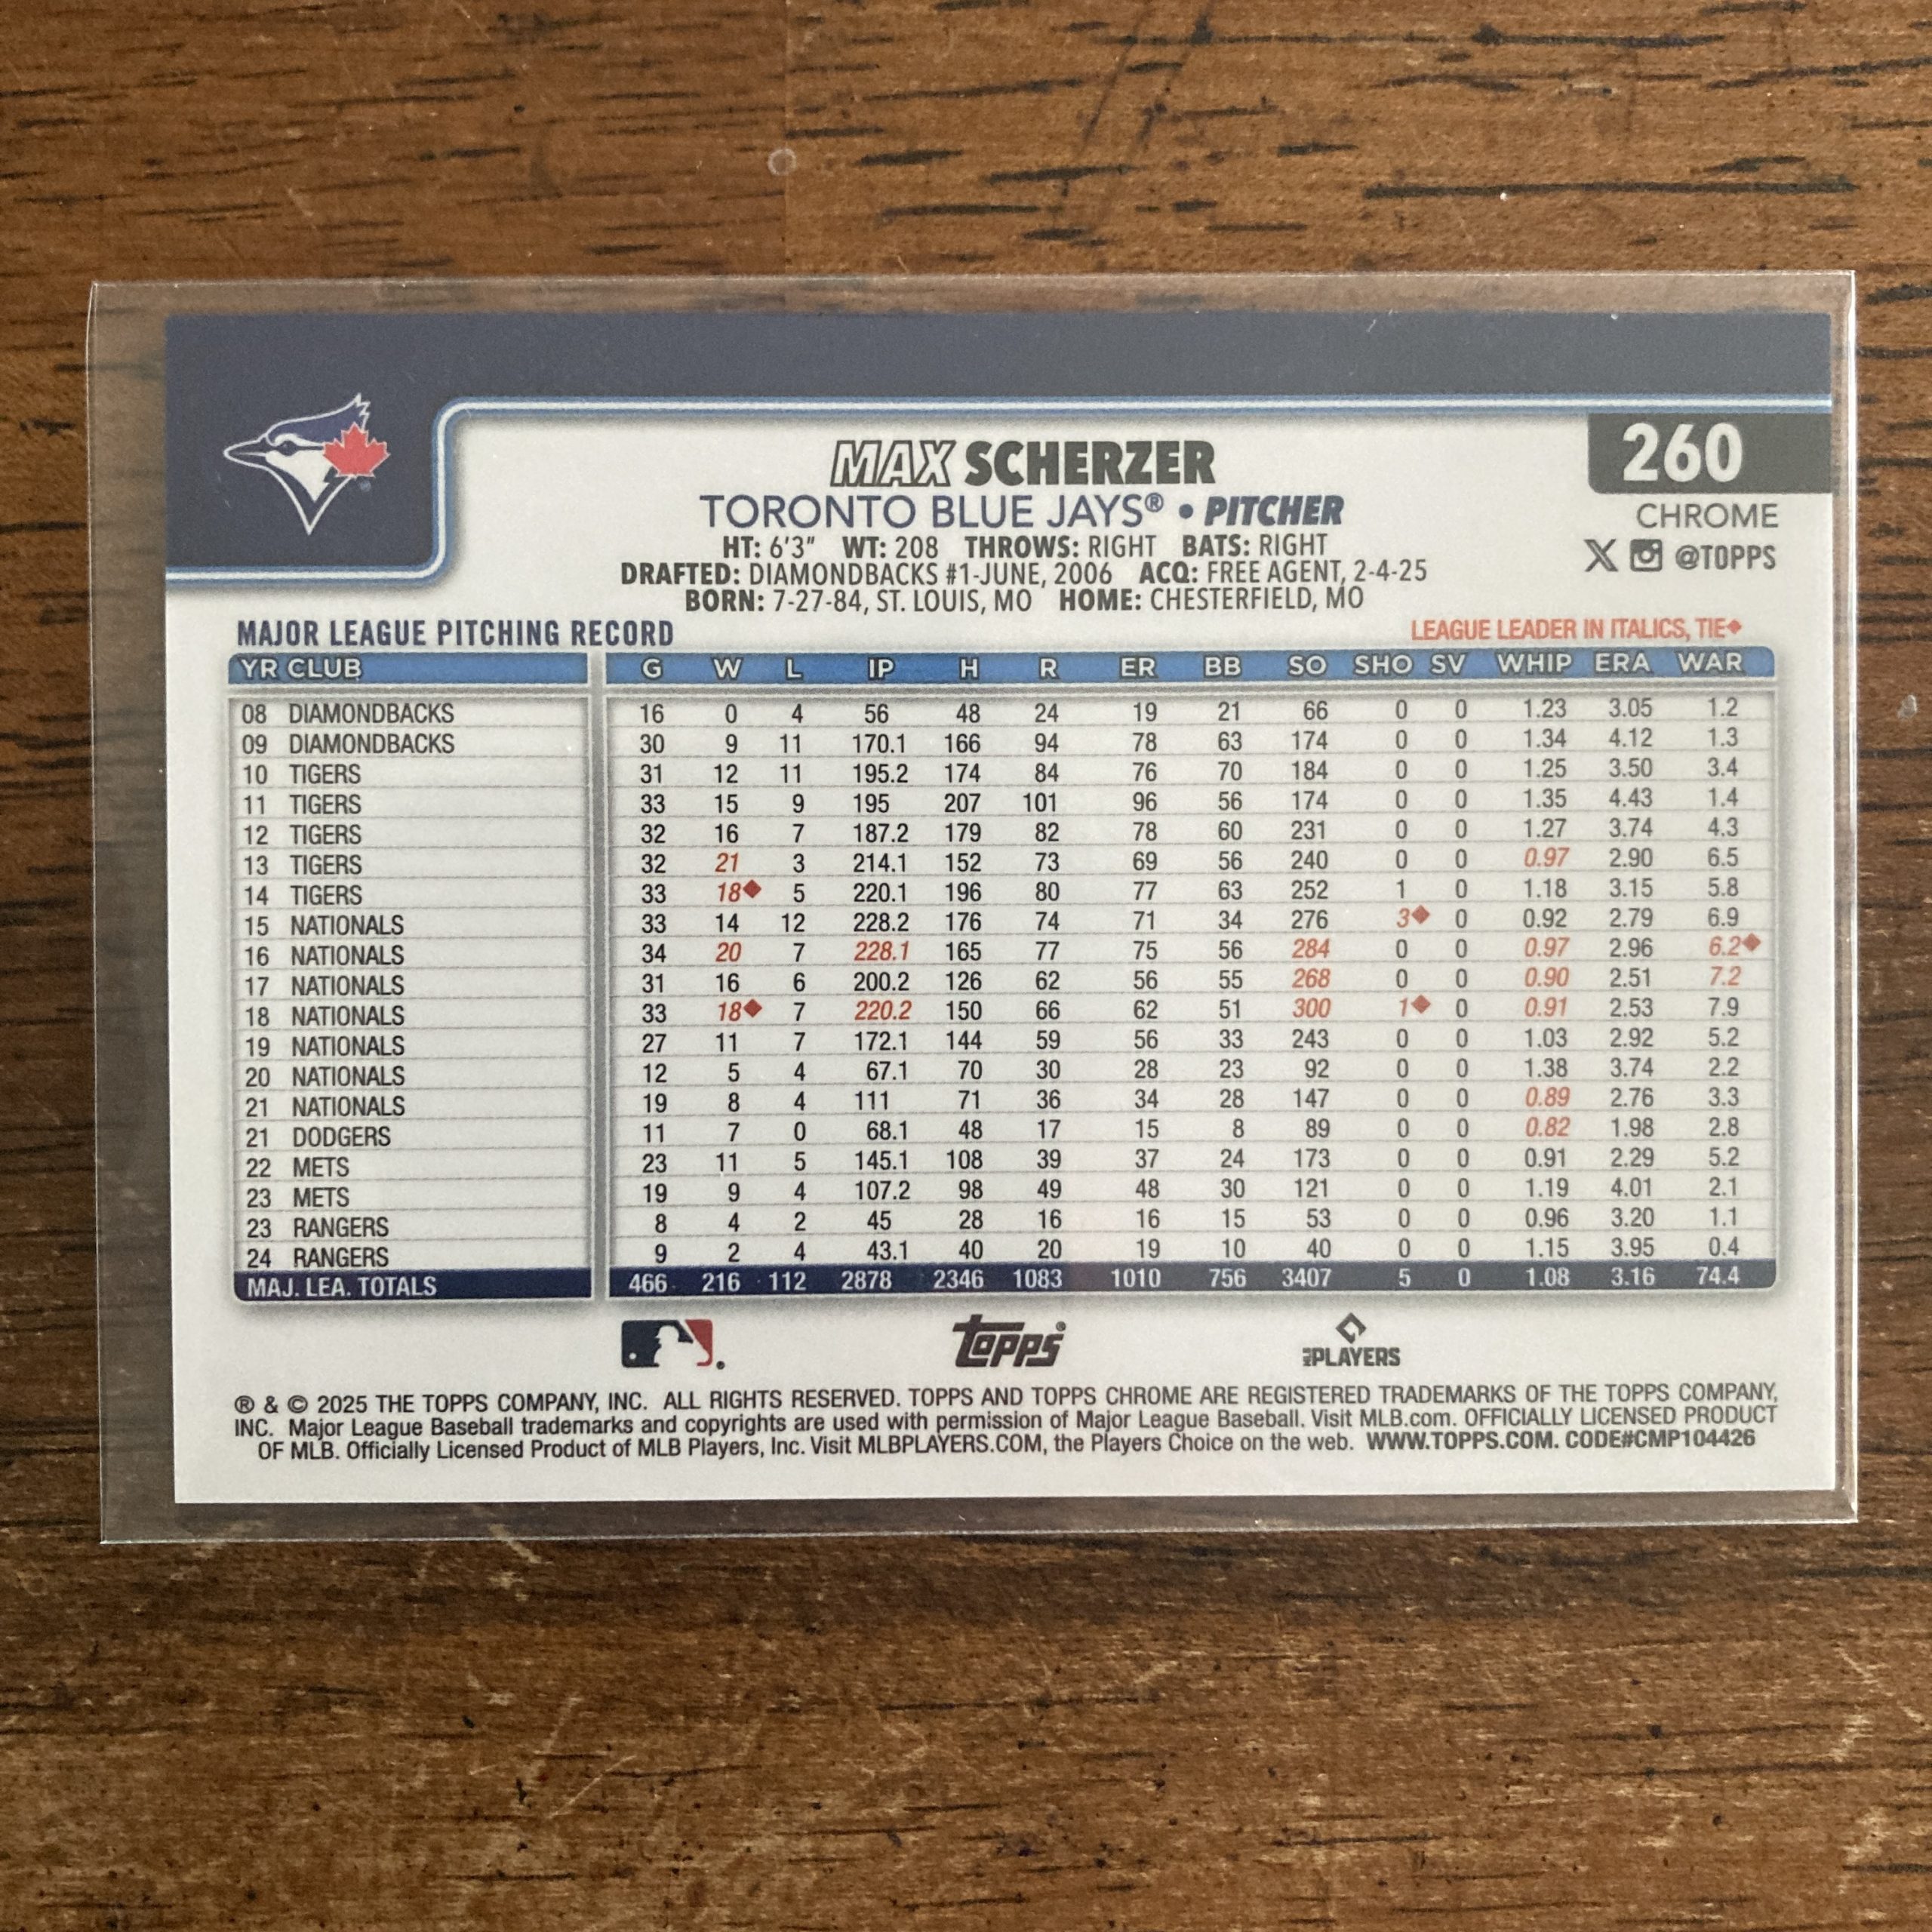 260
MAX SCHERZER
CHROME
TORONTO BLUE JAYS® • PITCHER
@TOPPS
HT: 6'3" WT: 208 THROWS: RIGHT BATS: RIGHT
DRAFTED: DIAMONDBACKS #1-JUNE, 2006 ACQ: FREE AGENT, 2-4-25
BORN: 7-27-84, ST. LOUIS, MO HOME: CHESTERFIELD, MO
MAJOR LEAGUE PITCHING RECORD LEAGUE LEADER IN ITALICS, TIE◆
YR CLUB G W L IP H R ER BB SO SHO SV WHIP ERA WAR
08 DIAMONDBACKS 16 0 4 56 48 24 19 21 66 0 0 1.23 3.05 1.2
09 DIAMONDBACKS 30 9 11 170.1 166 94 78 63 174 0 0 1.34 4.12 1.3
10 TIGERS 31 12 11 195.2 174 84 76 70 184 0 0 1.25 3.50 3.4
11 TIGERS 33 15 9 195 207 101 96 56 174 0 0 1.35 4.43 1.4
12 TIGERS 32 16 7 187.2 179 82 78 60 231 0 0 1.27 3.74 4.3
13 TIGERS 32 21 3 214.1 152 73 69 56 240 0 0 0.97 2.90 6.5
14 TIGERS 33 18◆ 5 220.1 196 80 77 63 252 1 0 1.18 3.15 5.8
15 NATIONALS 33 14 12 228.2 176 74 71 34 276 3◆ 0 0.92 2.79 6.9
16 NATIONALS 34 20 7 228.1 165 77 75 56 284 0 0 0.97 2.96 6.2◆
17 NATIONALS 31 16 6 200.2 126 62 56 55 268 0 0 0.90 2.51 7.2
18 NATIONALS 33 18◆ 7 220.2 150 66 62 51 300 1◆ 0 0.91 2.53 7.9
19 NATIONALS 27 11 7 172.1 144 59 56 33 243 0 0 1.03 2.92 5.2
20 NATIONALS 12 5 4 67.1 70 30 28 23 92 0 0 1.38 3.74 2.2
21 NATIONALS 19 8 4 111 71 36 34 28 147 0 0 0.89 2.76 3.3
21 DODGERS 11 7 0 68.1 48 17 15 8 89 0 0 0.82 1.98 2.8
22 METS 23 11 5 145.1 108 39 37 24 173 0 0 0.91 2.29 5.2
23 METS 19 9 4 107.2 98 49 48 30 121 0 0 1.19 4.01 2.1
23 RANGERS 8 4 2 45 28 16 16 15 53 0 0 0.96 3.20 1.1
24 RANGERS 9 2 4 43.1 40 20 19 10 40 0 0 1.15 3.95 0.4
MAJ. LEA. TOTALS 466 216 112 2878 2346 1083 1010 756 3407 5 0 1.08 3.16 74.4
Topps® PLAYERS
® & © 2025 THE TOPPS COMPANY, INC. ALL RIGHTS RESERVED. TOPPS AND TOPPS CHROME ARE REGISTERED TRADEMARKS OF THE TOPPS COMPANY,
INC. Major League Baseball trademarks and copyrights are used with permission of Major League Baseball. Visit MLB.com. OFFICIALLY LICENSED PRODUCT
OF MLB. Officially Licensed Product of MLB Players, Inc. Visit MLBPLAYERS.COM, the Players Choice on the web. WWW.TOPPS.COM. CODE#CMP104426